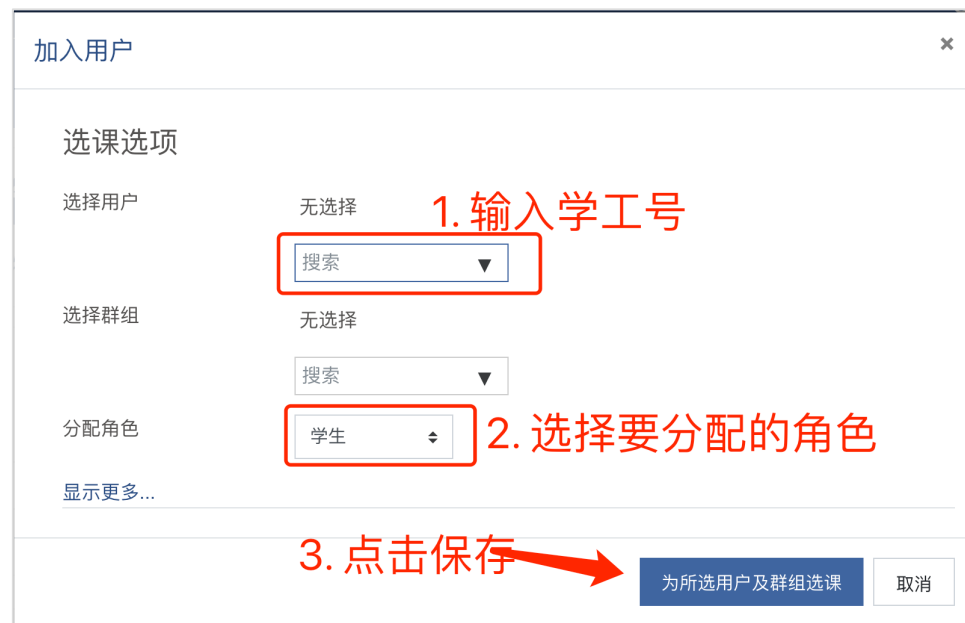 加入用户
×
选课选项
选择用户
无选择
1. 输入学工号
搜索
选择群组
无选择
搜索
分配角色
学生
2. 选择要分配的角色
显示更多...
3. 点击保存
为所选用户及群组选课
取消